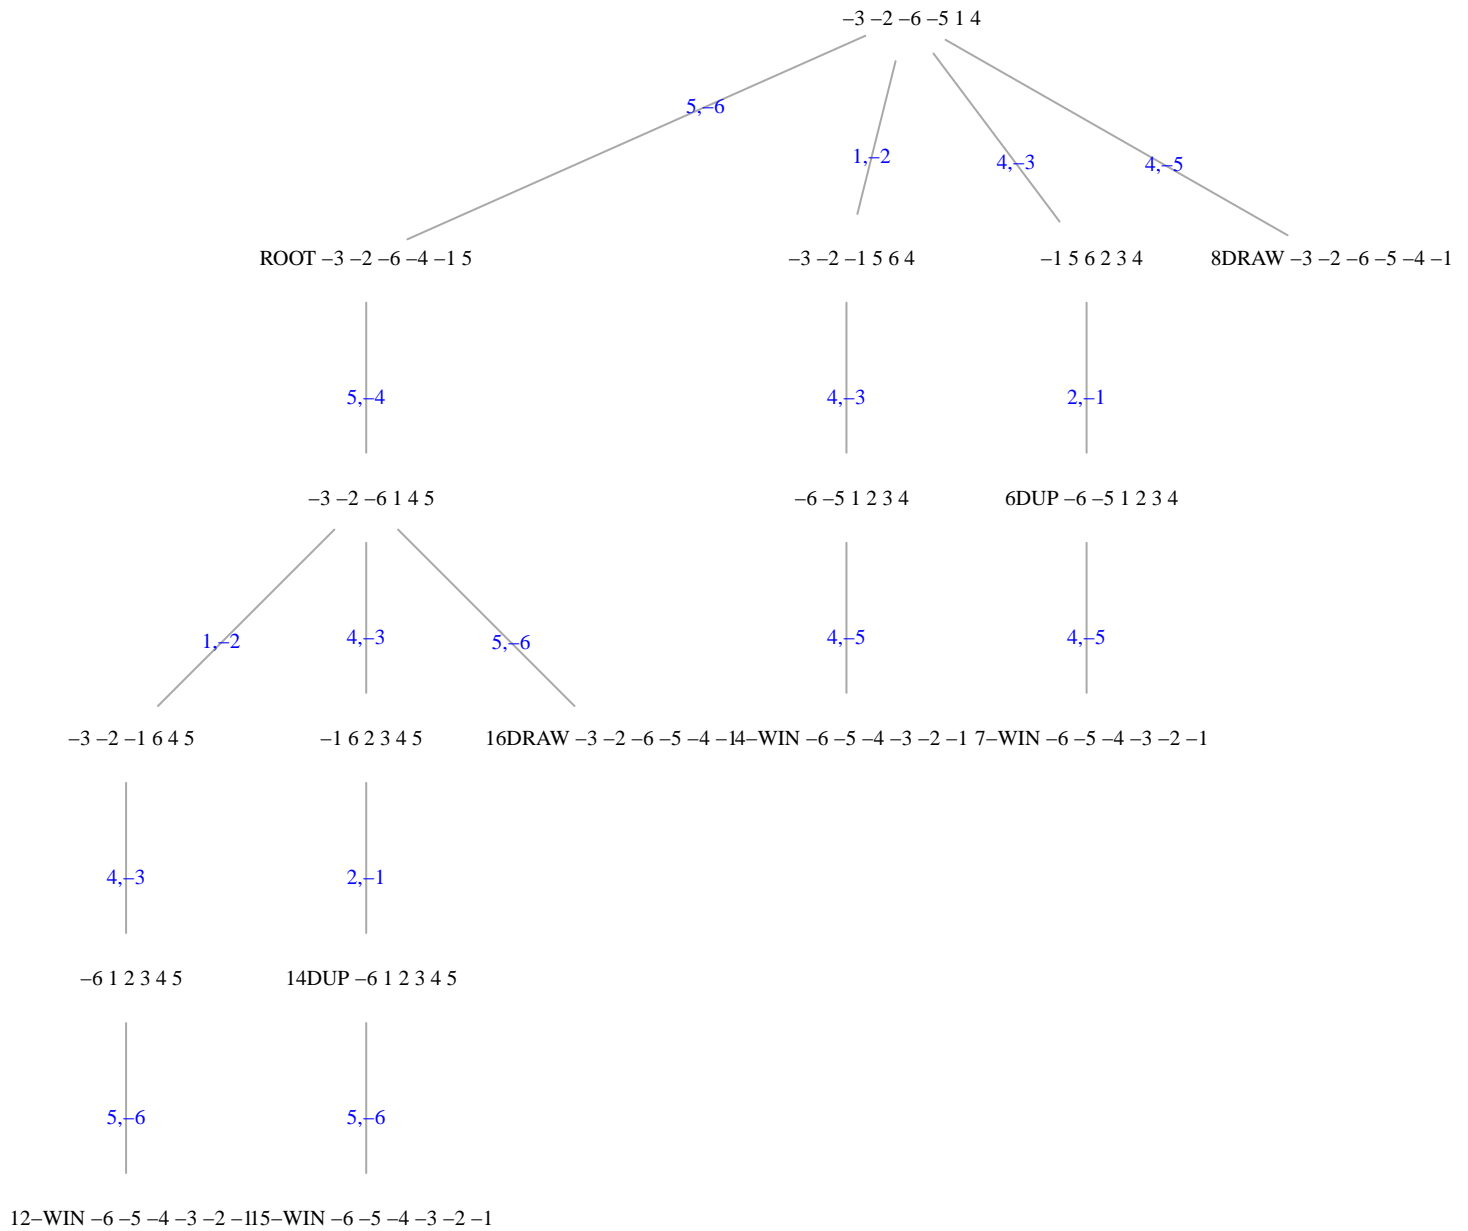 −3 −2 −6 −5 1 4
5,−6
1,−2
4,−3
4,−5
ROOT −3 −2 −6 −4 −1 5
−3 −2 −1 5 6 4
−1 5 6 2 3 4
8DRAW −3 −2 −6 −5 −4 −1
5,−4
4,−3
2,−1
−3 −2 −6 1 4 5
−6 −5 1 2 3 4
6DUP −6 −5 1 2 3 4
1,−2
4,−3
5,−6
4,−5
4,−5
−3 −2 −1 6 4 5
−1 6 2 3 4 5
16DRAW −3 −2 −6 −5 −4 −1
4−WIN −6 −5 −4 −3 −2 −1
7−WIN −6 −5 −4 −3 −2 −1
4,−3
2,−1
−6 1 2 3 4 5
14DUP −6 1 2 3 4 5
5,−6
5,−6
12−WIN −6 −5 −4 −3 −2 −1
15−WIN −6 −5 −4 −3 −2 −1